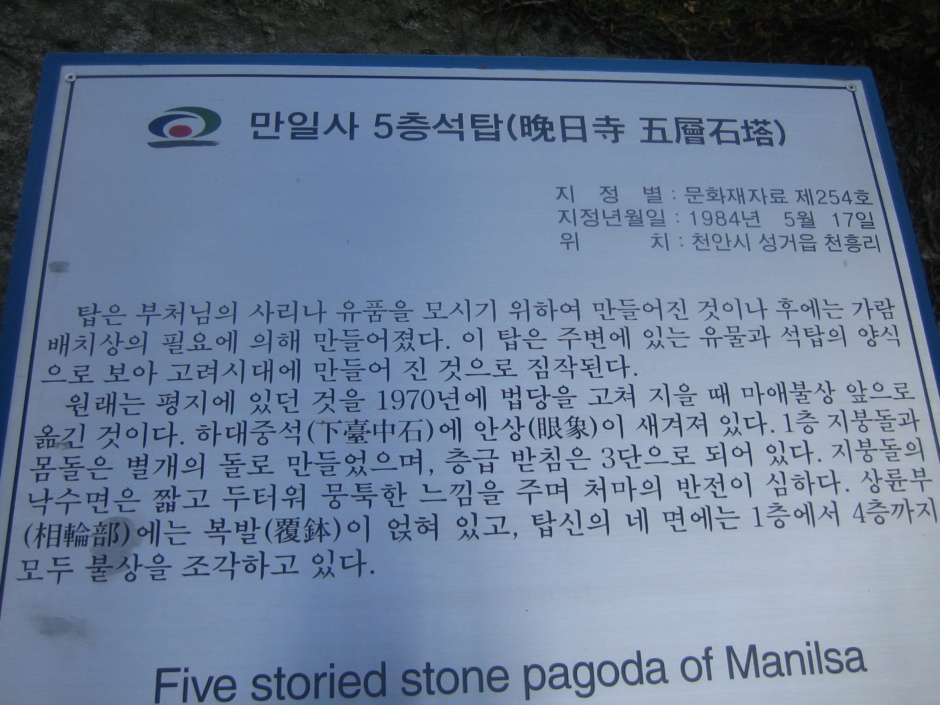 만일사 5층석탑(晩日寺 五層石塔)
지 정 별 : 문화재자료 제254호
지정년월일 : 1984년 5월 17일
위 치 : 천안시 성거읍 천흥리
탑은 부처님의 사리나 유품을 모시기 위하여 만들어진 것이나 후에는 가람
배치상의 필요에 의해 만들어졌다. 이 탑은 주변에 있는 유물과 석탑의 양식
으로 보아 고려시대에 만들어 진 것으로 짐작된다.
원래는 평지에 있던 것을 1970년에 법당을 고쳐 지을 때 마애불상 앞으로
옮긴 것이다. 하대중석(下臺中石)에 안상(眼象)이 새겨져 있다. 1층 지붕돌과
몸돌은 별개의 돌로 만들었으며, 층급 받침은 3단으로 되어 있다. 지붕돌의
낙수면은 짧고 두터워 뭉툭한 느낌을 주며 처마의 반전이 심하다. 상륜부
(相輪部)에는 복발(覆鉢)이 얹혀 있고, 탑신의 네 면에는 1층에서 4층까지
모두 불상을 조각하고 있다.
Five storied stone pagoda of Manilsa